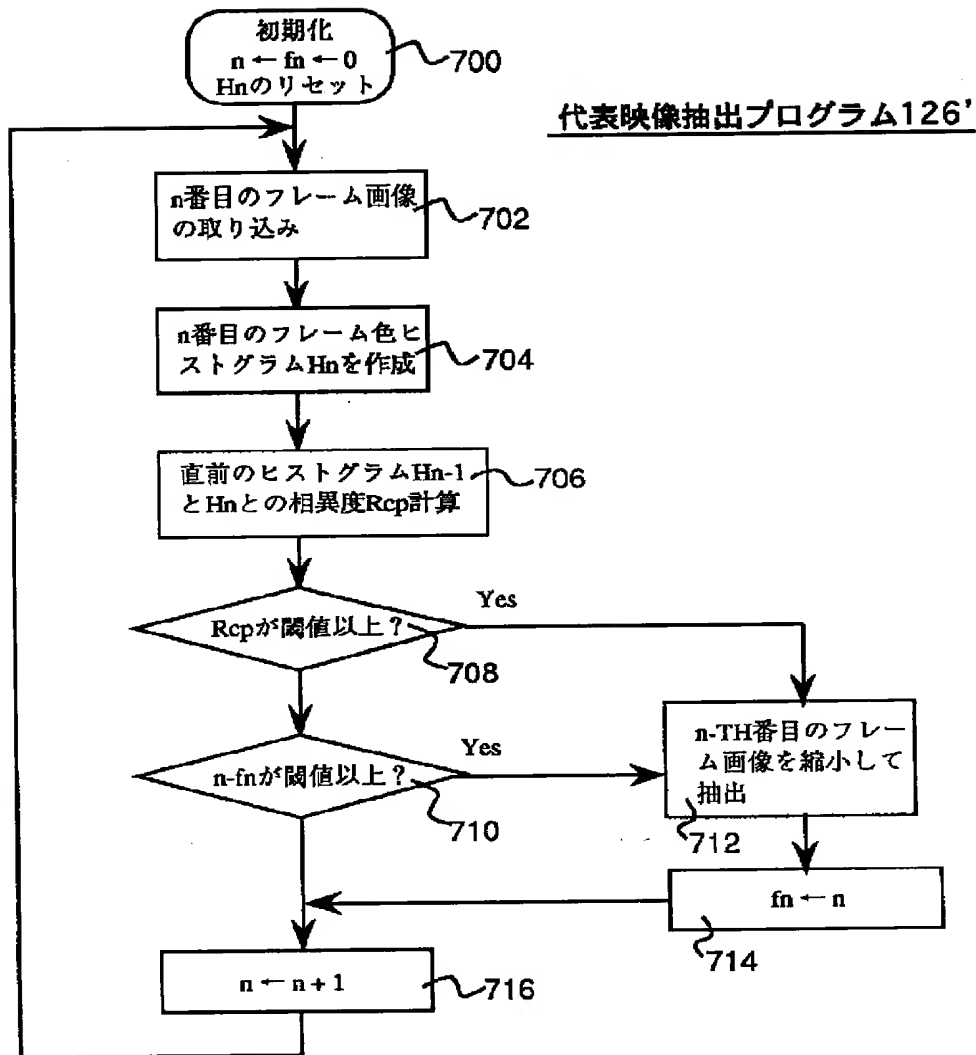 初期化
n ← fn ← 0
Hnのリセット
700
代表映像抽出プログラム126'
n番目のフレーム画像
の取り込み
702
n番目のフレーム色ヒ
ストグラムHnを作成
704
直前のヒストグラムHn-1
とHnとの相異度Rcp計算
706
Rcpが閾値以上？
Yes
708
n-fnが閾値以上？
Yes
710
n-TH番目のフレー
ム画像を縮小して
抽出
712
fn ← n
714
n ← n + 1
716